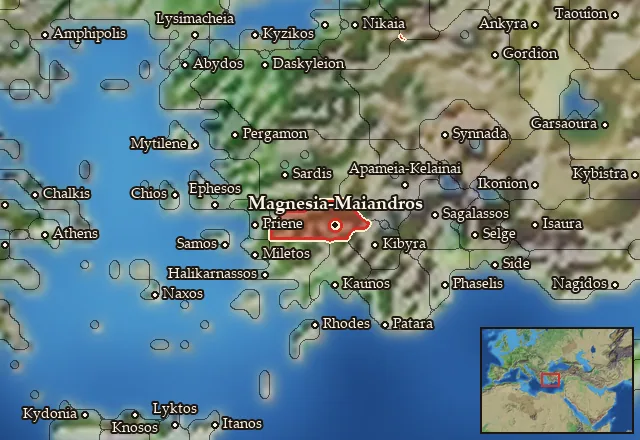 Taouion
Lysimacheia
Nikaia
Ankyra
Amphipolis
Kyzikos
Gordion
Abydos
Daskyleion
Garsaoura
Pergamon
Synnada
Mytilene
Sardis
Apameia-Kelainai
Kybistra
Ikonion
Chalkis
Chios
Ephesos
Magnesia-Maiandros
Sagalassos
Priene
Isaura
Athens
Selge
Samos
Kibyra
Miletos
Side
Halikarnassos
Kaunos
Phaselis
Nagidos
Naxos
Rhodes
Patara
Lyktos
Kydonia
Knosos
Itanos